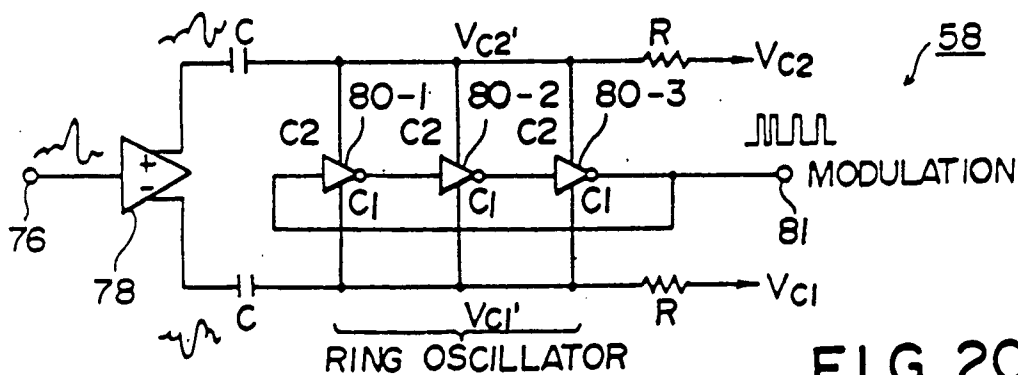 C
VC2'
R
VC2
58
80-1
80-2
80-3
C2
C2
C2
+
-
C1
C1
C1
MODULATION
76
81
78
C
VC1'
R
VC1
RING OSCILLATOR
FIG. 20